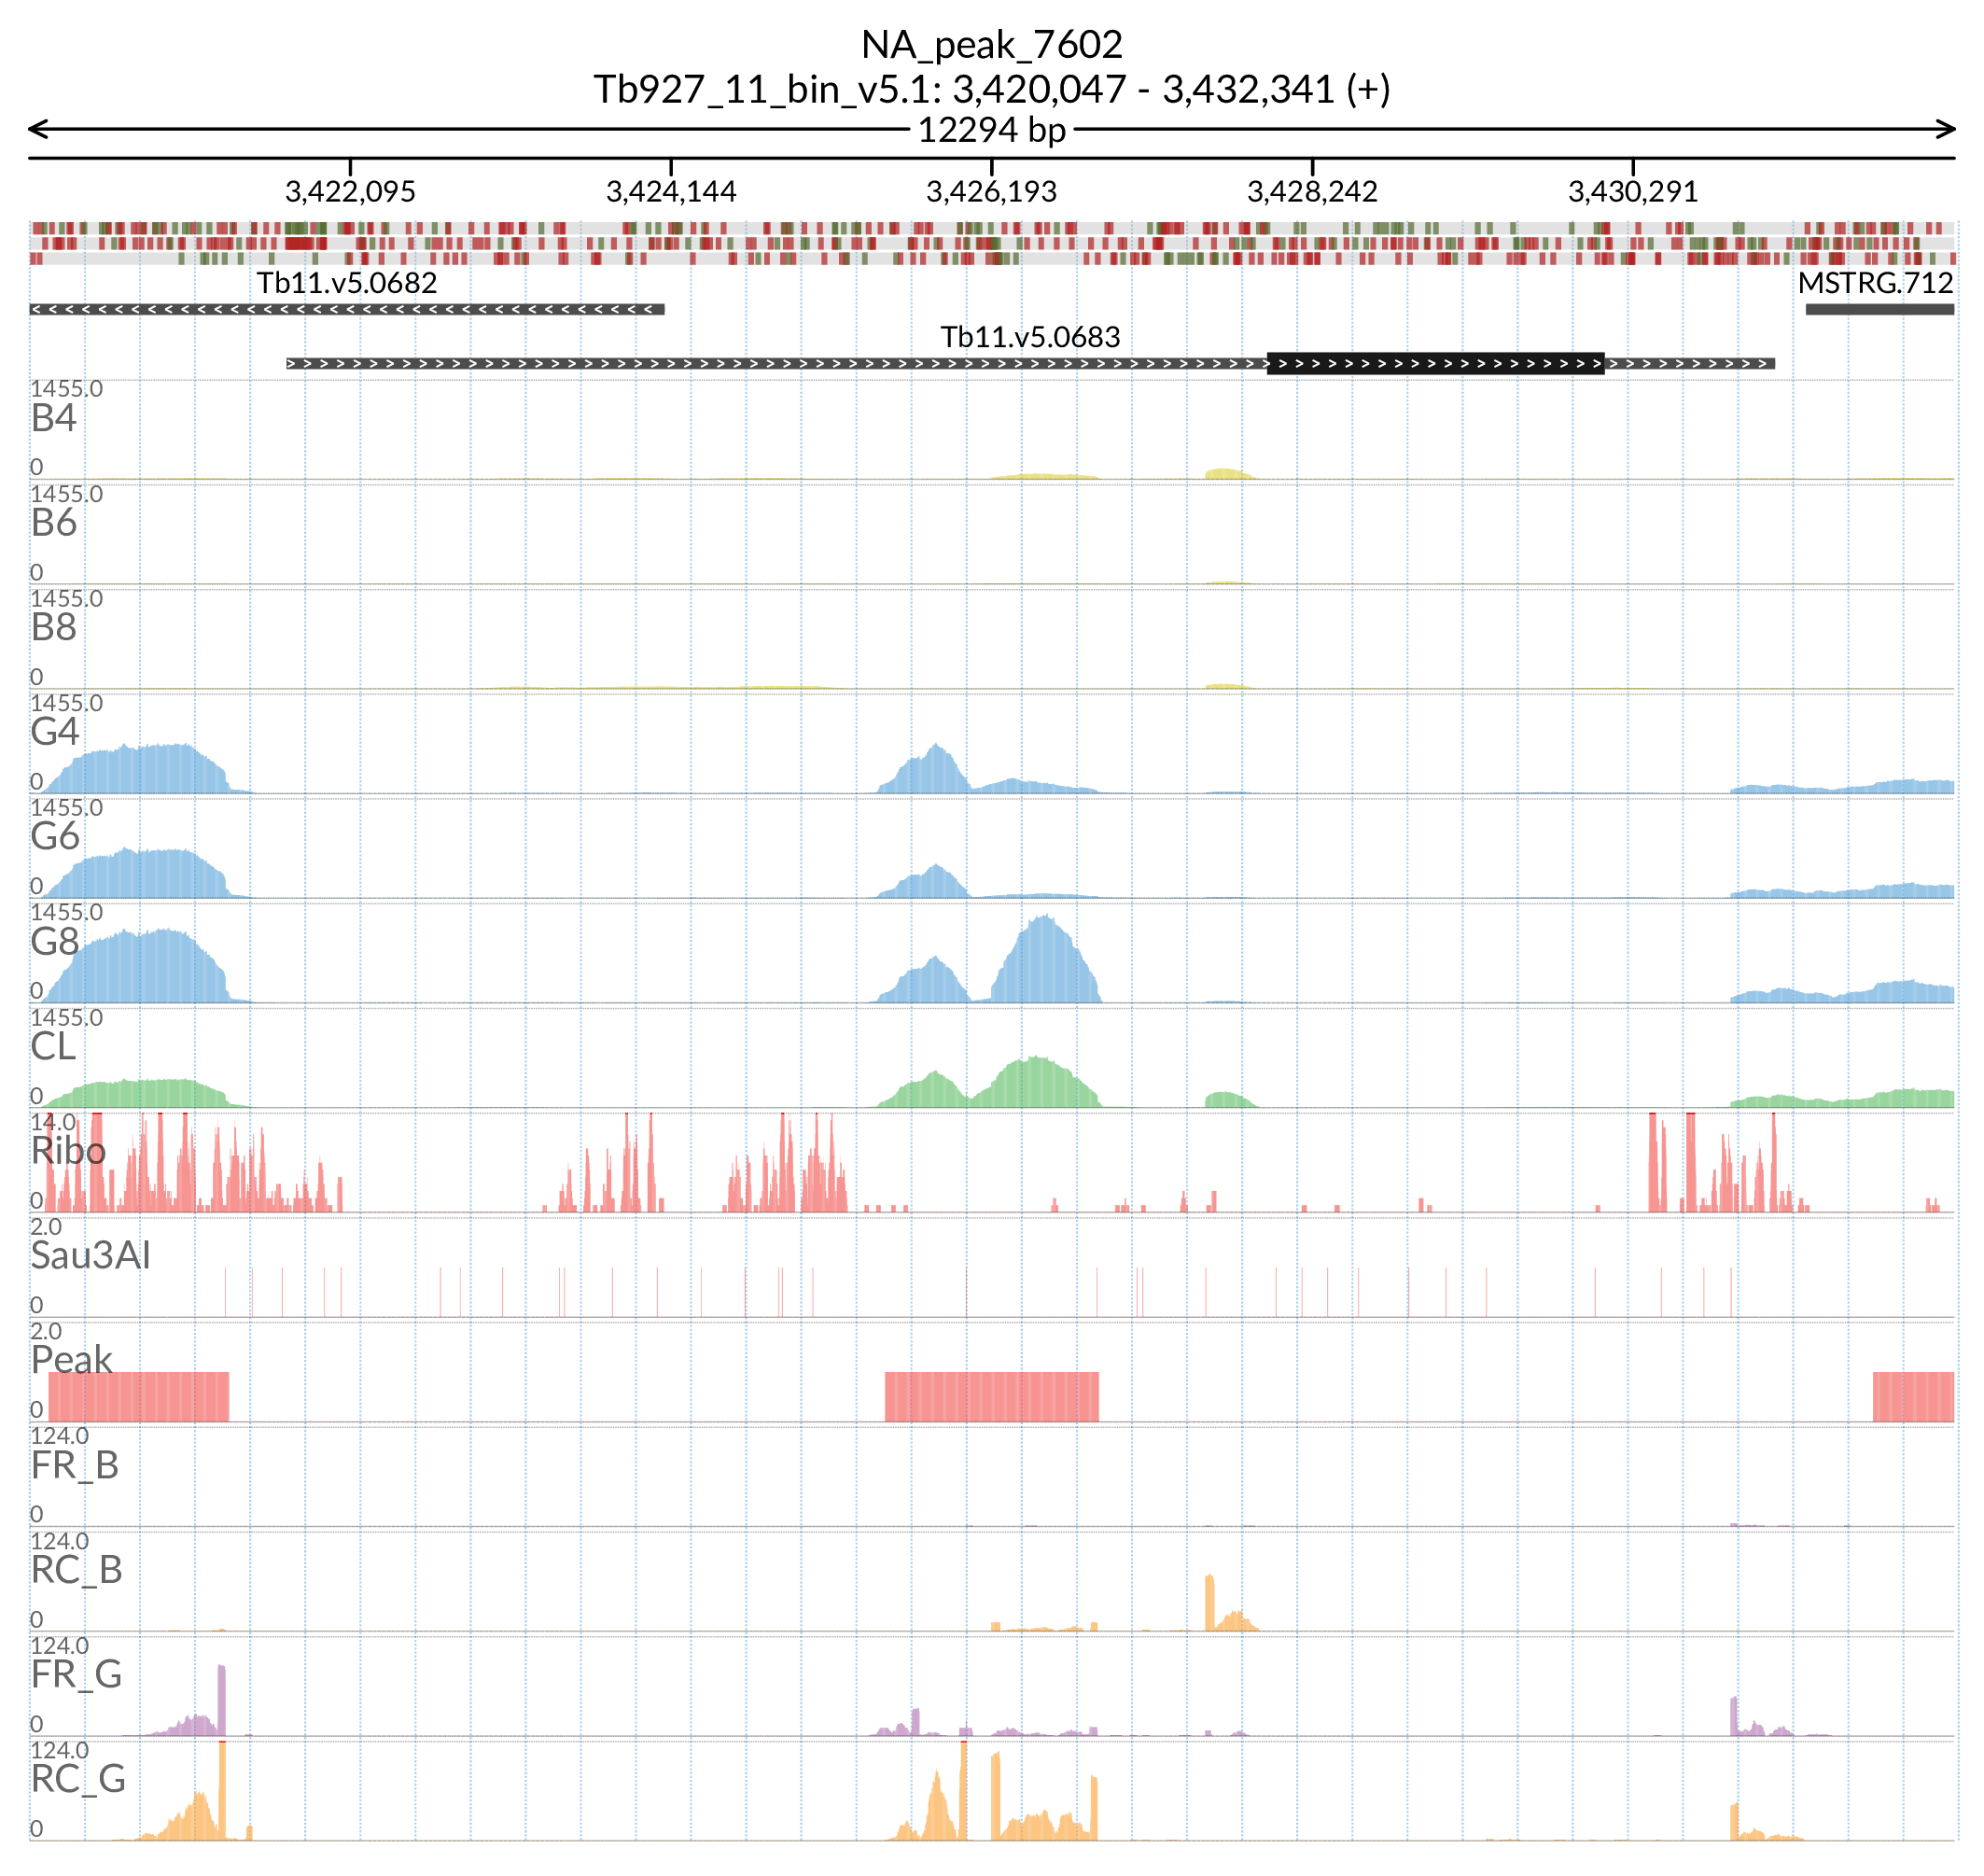 NA_peak_7602
Tb927_11_bin_v5.1: 3,420,047 - 3,432,341 (+)
12294 bp
3,422,095 3,424,144 3,426,193 3,428,242 3,430,291
Tb11.v5.0682 MSTRG.712
Tb11.v5.0683
1455.0
B4
0
1455.0
B6
0
1455.0
B8
0
1455.0
G4
0
1455.0
G6
0
1455.0
G8
0
1455.0
CL
0
14.0
Ribo
0
2.0
Sau3AI
0
2.0
Peak
0
124.0
FR_B
0
124.0
RC_B
0
124.0
FR_G
0
124.0
RC_G
0